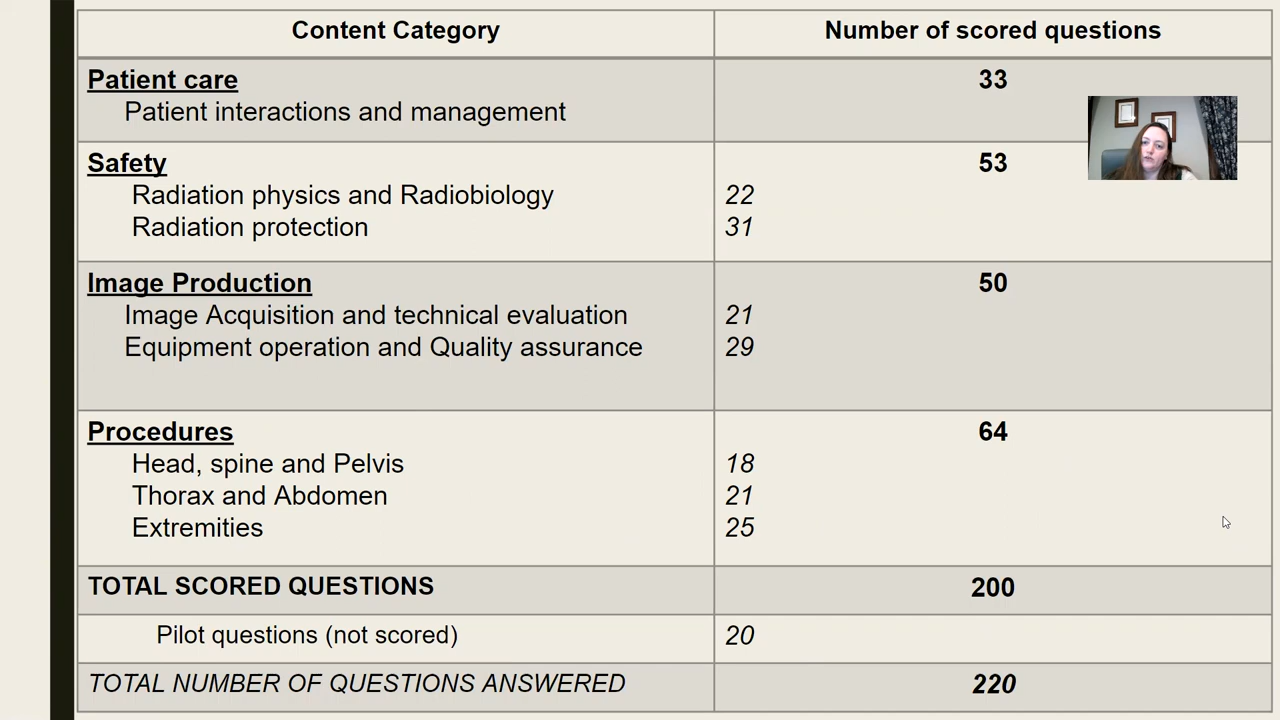 Content Category Number of scored questions
Patient care 33
Patient interactions and management
Safety 53
Radiation physics and Radiobiology 22
Radiation protection 31
Image Production 50
Image Acquisition and technical evaluation 21
Equipment operation and Quality assurance 29
Procedures 64
Head, spine and Pelvis 18
Thorax and Abdomen 21
Extremities 25
TOTAL SCORED QUESTIONS 200
Pilot questions (not scored) 20
TOTAL NUMBER OF QUESTIONS ANSWERED 220